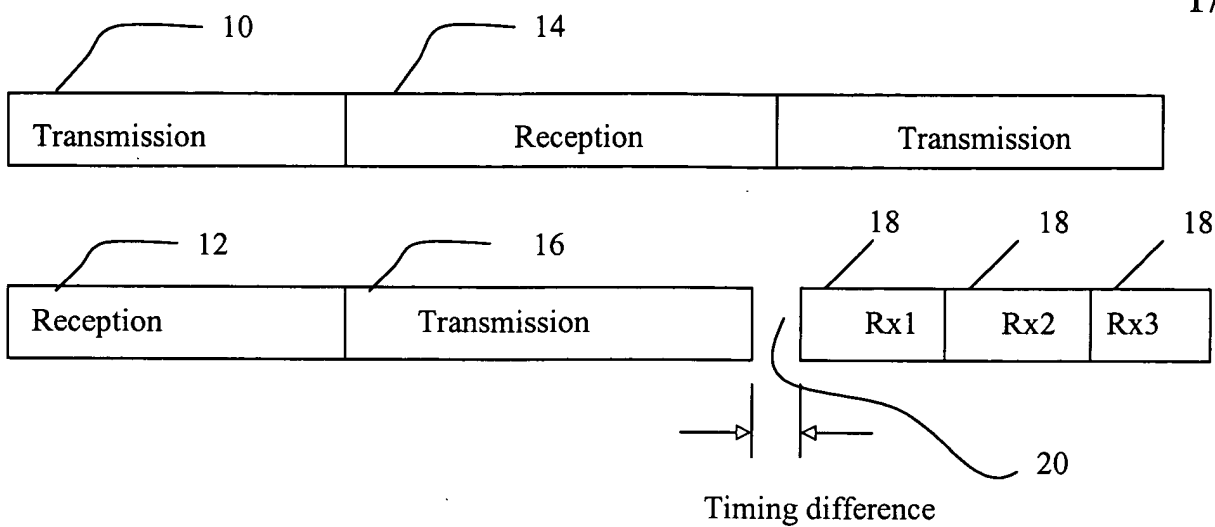 10 14
Transmission Reception Transmission
12 16 18 18 18
Reception Transmission Rx1 Rx2 Rx3
20
Timing difference